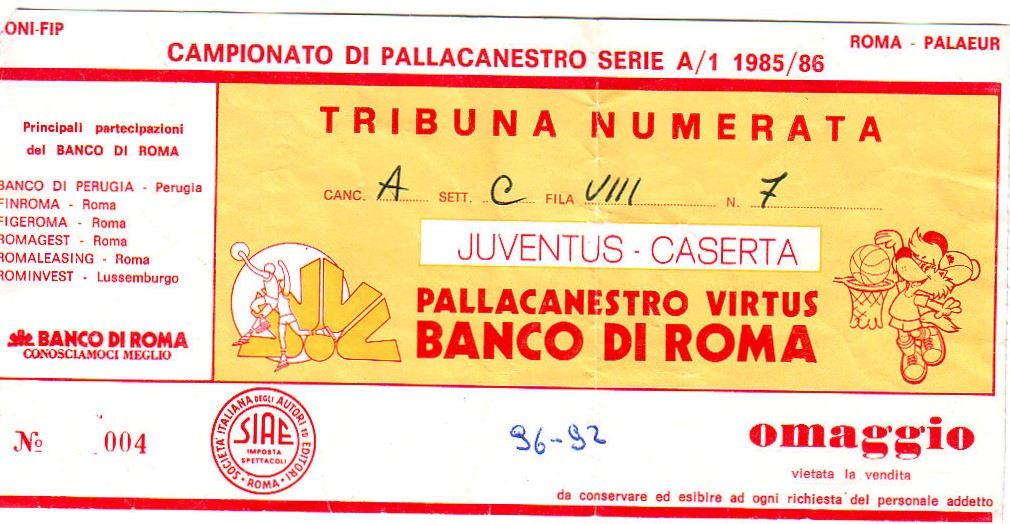 ONI-FIP
ROMA - PALAEUR
CAMPIONATO DI PALLACANESTRO SERIE A/1 1985/86
Principali partecipazioni
del BANCO DI ROMA
BANCO DI PERUGIA - Perugia
FINROMA - Roma
FIGEROMA - Roma
ROMAGEST - Roma
ROMALEASING - Roma
ROMINVEST - Lussemburgo
BANCO DI ROMA
CONOSCIAMOCI MEGLIO
TRIBUNA NUMERATA
CANC. A SETT. C FILA VIII N. 7
JUVENTUS - CASERTA
PALLACANESTRO VIRTUS
BANCO DI ROMA
№ 004
SOCIETÀ ITALIANA DEGLI AUTORI ED EDITORI
SIAE
IMPOSTA
SPETTACOLI
• ROMA •
96-92
omaggio
vietata la vendita
da conservare ed esibire ad ogni richiesta del personale addetto